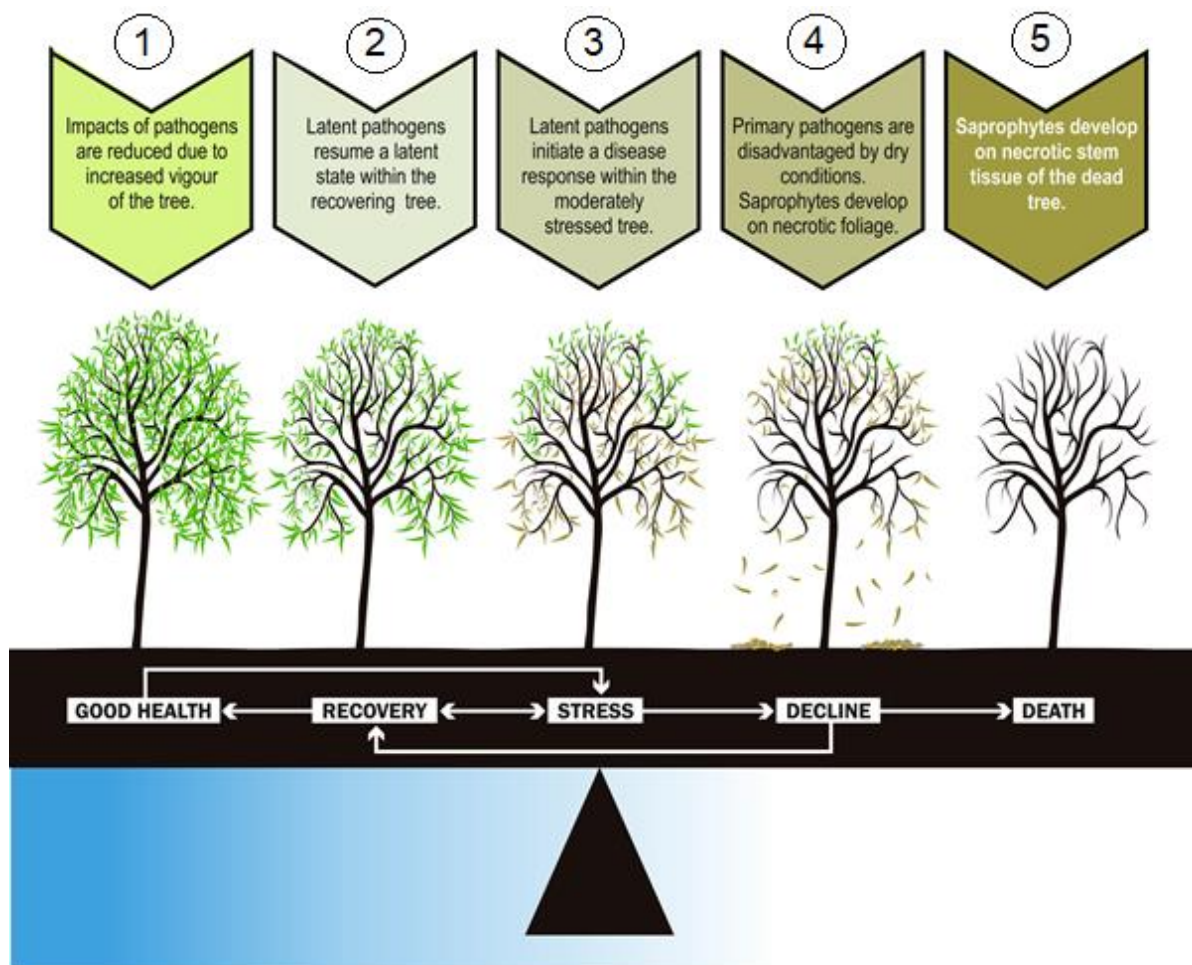 1
Impacts of pathogens
are reduced due to
increased vigour
of the tree.
2
Latent pathogens
resume a latent
state within the
recovering tree.
3
Latent pathogens
initiate a disease
response within the
moderately
stressed tree.
4
Primary pathogens are
disadvantaged by dry
conditions.
Saprophytes develop
on necrotic foliage.
5
Saprophytes develop
on necrotic stem
tissue of the dead
tree.
GOOD HEALTH
RECOVERY
STRESS
DECLINE
DEATH